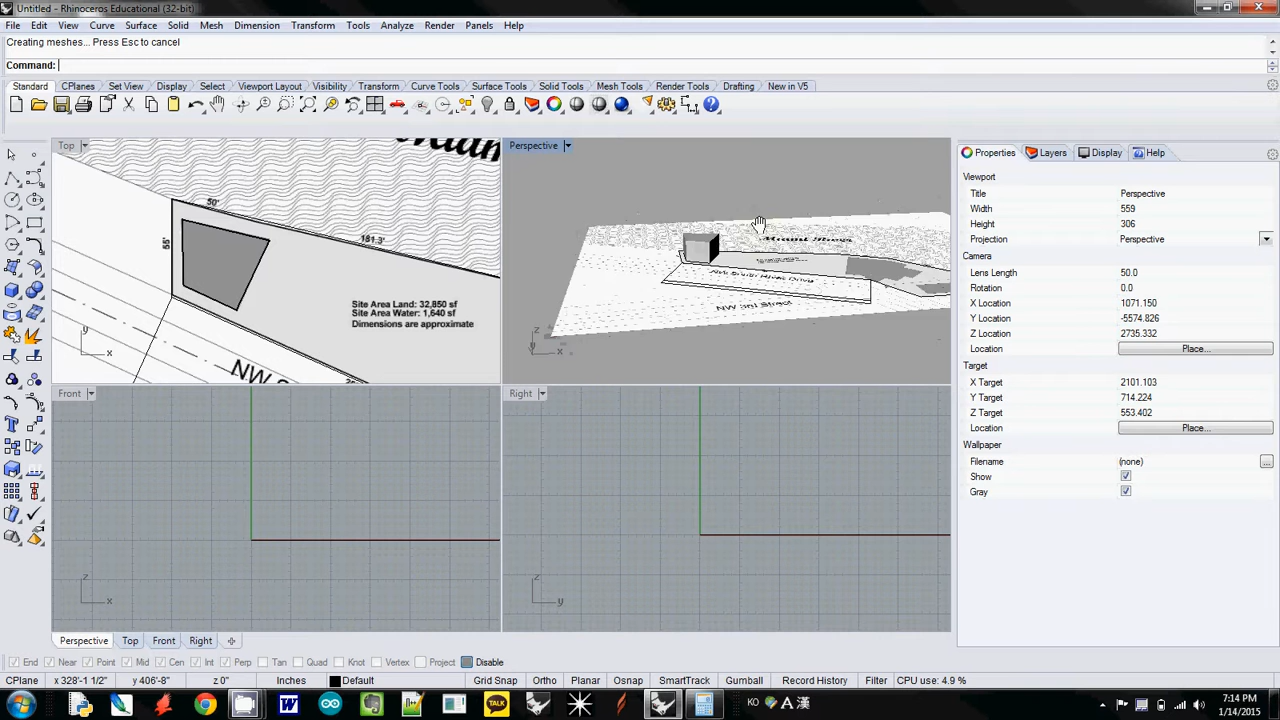 Untitled - Rhinoceros Educational (32-bit)
File Edit View Curve Surface Solid Mesh Dimension Transform Tools Analyze Render Panels Help
Creating meshes... Press Esc to cancel
Command:
Standard CPlanes Set View Display Select Viewport Layout Visibility Transform Curve Tools Surface Tools Solid Tools Mesh Tools Render Tools Drafting New in V5
Top
50'
55'
181.3'
Site Area Land: 32,850 sf
Site Area Water: 1,640 sf
Dimensions are approximate
NW
y
x
Perspective
NW 3rd Street
z
x
Front
z
x
Right
z
y
Properties Layers Display Help
Viewport
Title Perspective
Width 559
Height 306
Projection Perspective
Camera
Lens Length 50.0
Rotation 0.0
X Location 1071.150
Y Location -5574.826
Z Location 2735.332
Location Place...
Target
X Target 2101.103
Y Target 714.224
Z Target 553.402
Location Place...
Wallpaper
Filename (none) ...
Show
Gray
Perspective Top Front Right
End Near Point Mid Cen Int Perp Tan Quad Knot Vertex Project Disable
CPlane x 328'-1 1/2" y 406'-8" z 0" Inches Default Grid Snap Ortho Planar Osnap SmartTrack Gumball Record History Filter CPU use: 4.9 %
TALK
KO A 漢
7:14 PM
1/14/2015